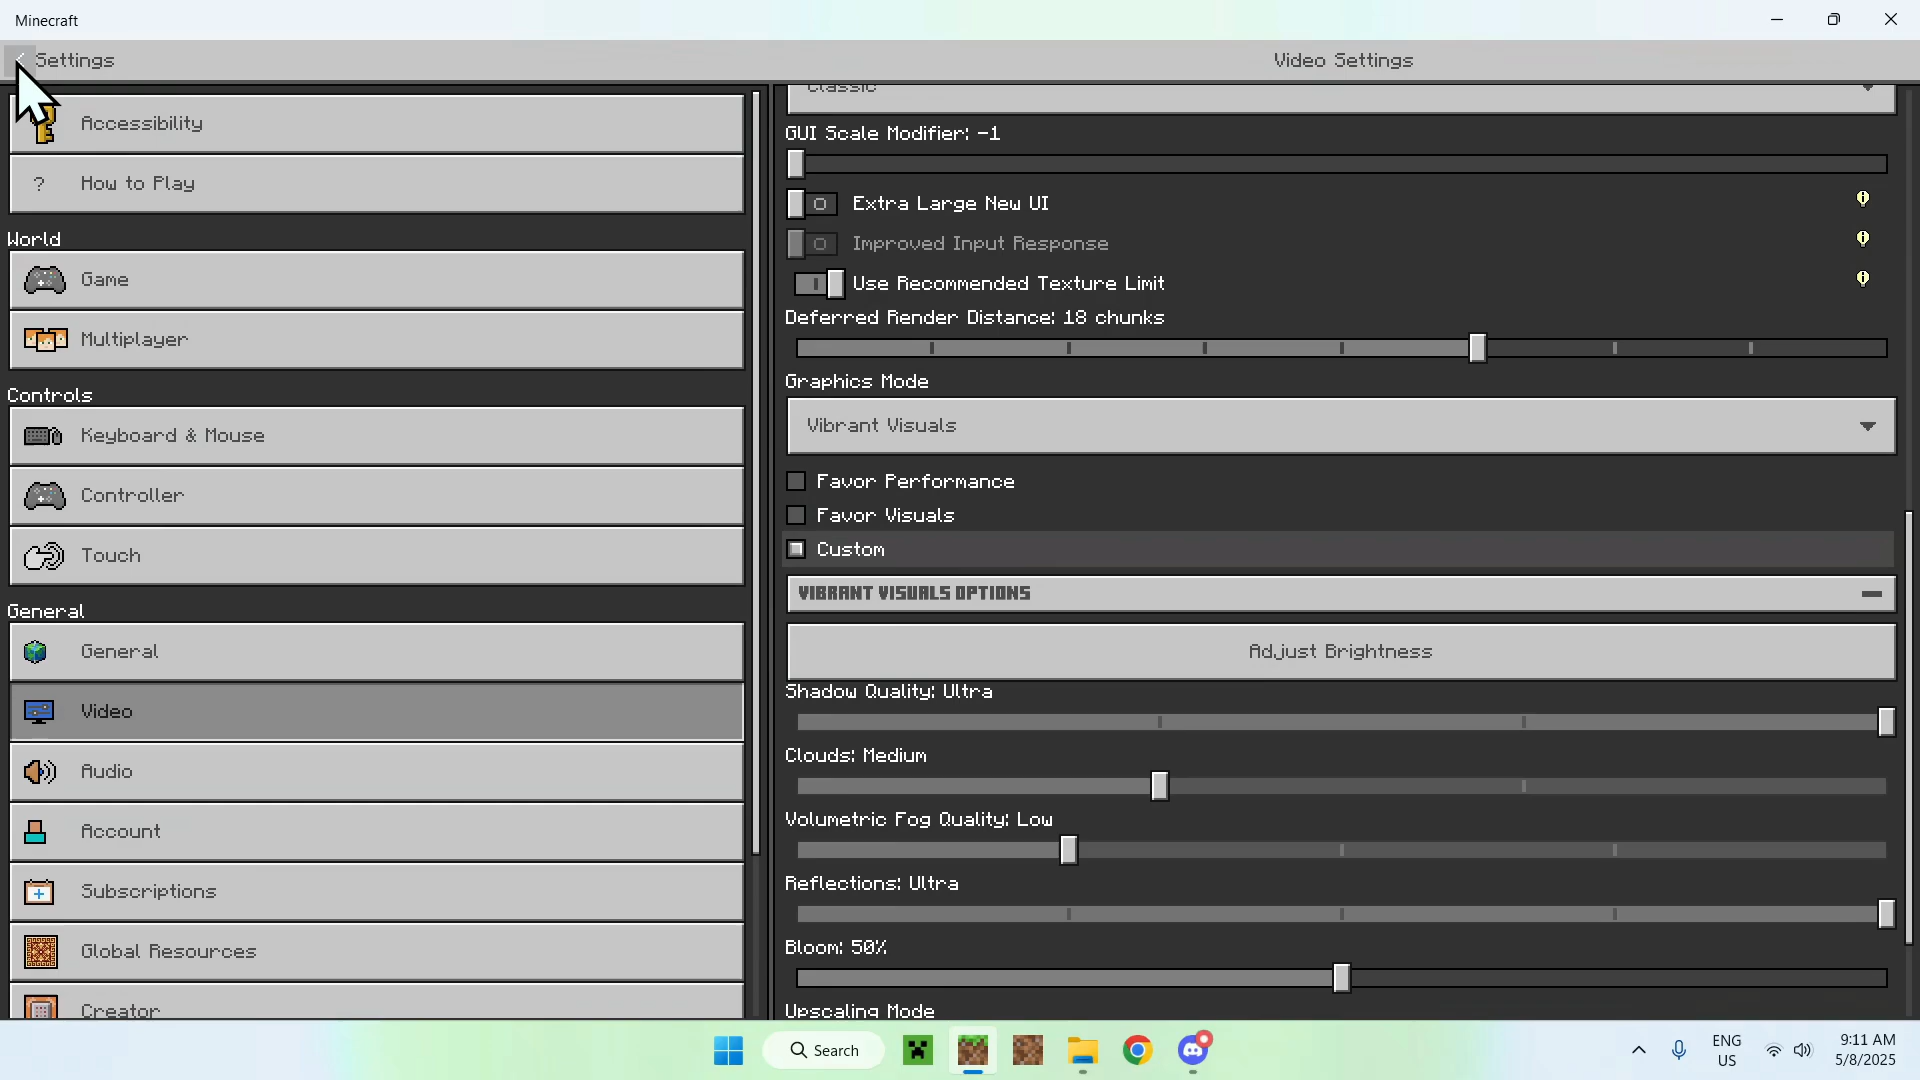 Minecraft
Settings
Video Settings
Accessibility
? How to Play
World
Game
Multiplayer
Controls
Keyboard & Mouse
Controller
Touch
General
General
Video
Audio
Account
Subscriptions
Global Resources
Creator
Classic
GUI Scale Modifier: -1
Extra Large New UI
Improved Input Response
Use Recommended Texture Limit
Deferred Render Distance: 18 chunks
Graphics Mode
Vibrant Visuals
Favor Performance
Favor Visuals
Custom
VIBRANT VISUALS OPTIONS
Adjust Brightness
Shadow Quality: Ultra
Clouds: Medium
Volumetric Fog Quality: Low
Reflections: Ultra
Bloom: 50%
Upscaling Mode
Search
ENG
US
9:11 AM
5/8/2025